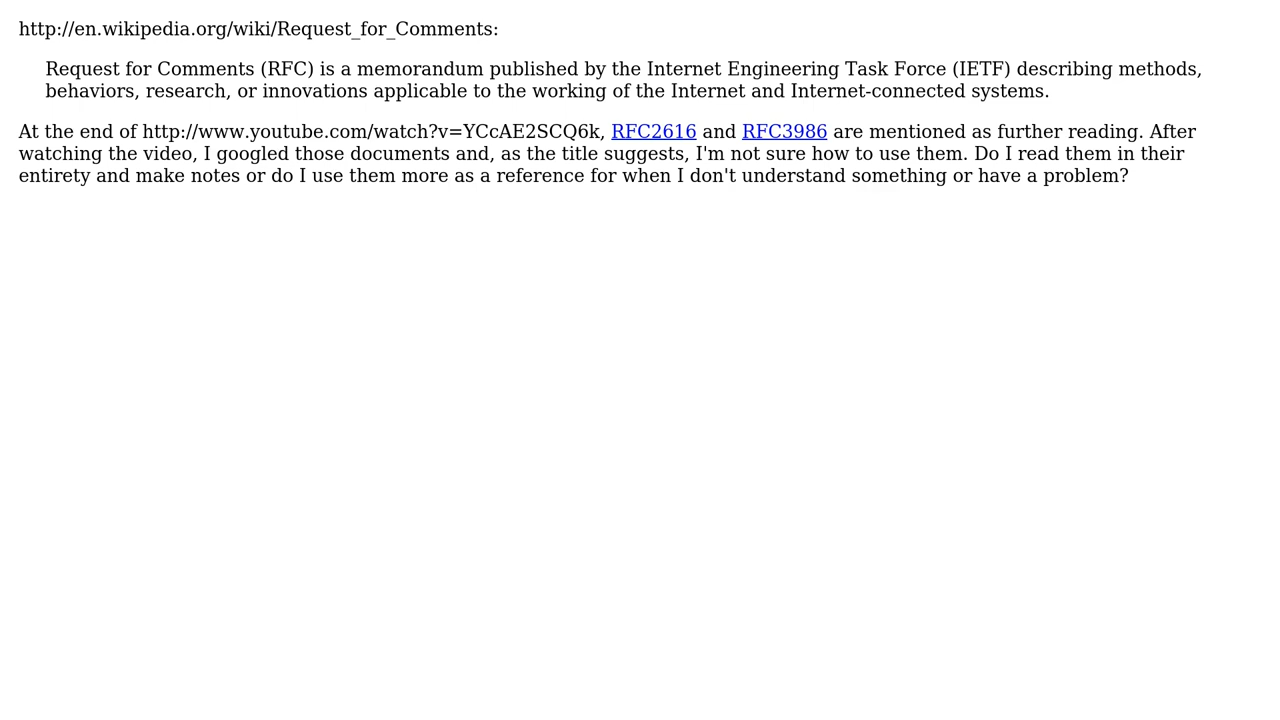 http://en.wikipedia.org/wiki/Request_for_Comments:
Request for Comments (RFC) is a memorandum published by the Internet Engineering Task Force (IETF) describing methods,
behaviors, research, or innovations applicable to the working of the Internet and Internet-connected systems.
At the end of http://www.youtube.com/watch?v=YCcAE2SCQ6k, RFC2616 and RFC3986 are mentioned as further reading. After
watching the video, I googled those documents and, as the title suggests, I'm not sure how to use them. Do I read them in their
entirety and make notes or do I use them more as a reference for when I don't understand something or have a problem?